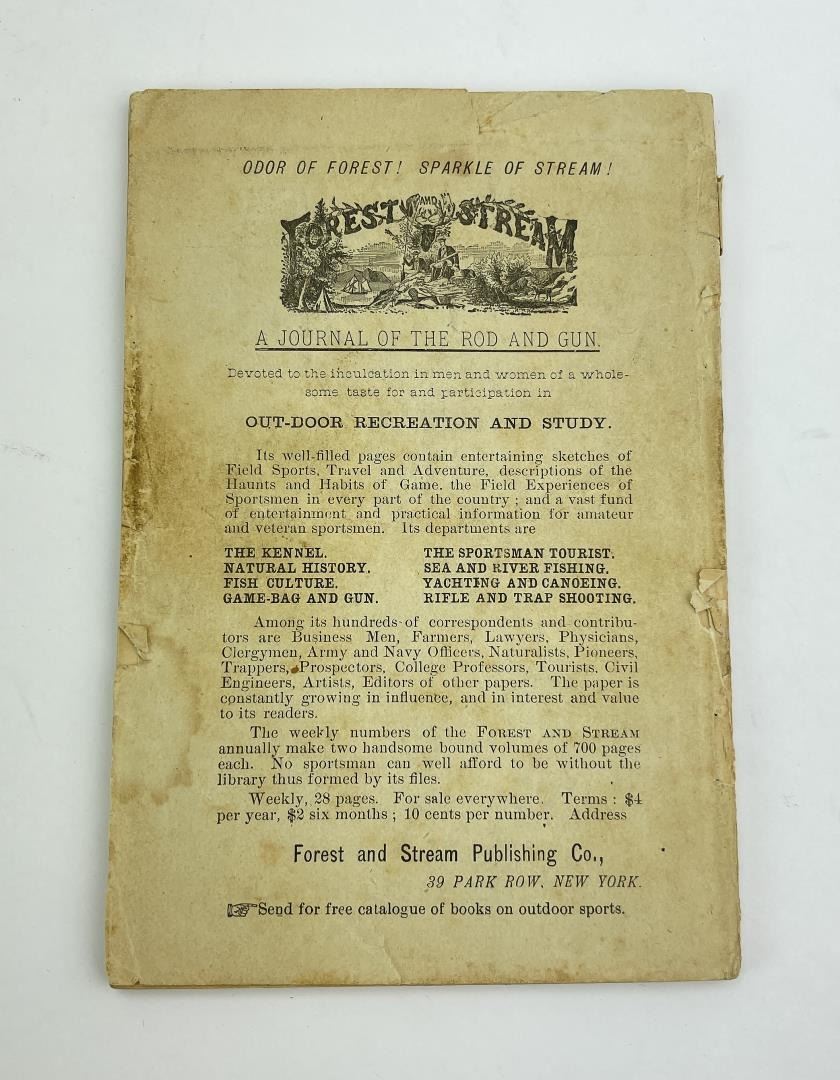 ODOR OF FOREST! SPARKLE OF STREAM!
FOREST AND STREAM
A JOURNAL OF THE ROD AND GUN.
Devoted to the inculcation in men and women of a whole-
some taste for and participation in
OUT-DOOR RECREATION AND STUDY.
Its well-filled pages contain entertaining sketches of
Field Sports, Travel and Adventure, descriptions of the
Haunts and Habits of Game, the Field Experiences of
Sportsmen in every part of the country; and a vast fund
of entertainment and practical information for amateur
and veteran sportsmen. Its departments are
THE KENNEL. THE SPORTSMAN TOURIST.
NATURAL HISTORY. SEA AND RIVER FISHING.
FISH CULTURE. YACHTING AND CANOEING.
GAME-BAG AND GUN. RIFLE AND TRAP SHOOTING.
Among its hundreds of correspondents and contribu-
tors are Business Men, Farmers, Lawyers, Physicians,
Clergymen, Army and Navy Officers, Naturalists, Pioneers,
Trappers, Prospectors, College Professors, Tourists, Civil
Engineers, Artists, Editors of other papers. The paper is
constantly growing in influence, and in interest and value
to its readers.
The weekly numbers of the FOREST AND STREAM
annually make two handsome bound volumes of 700 pages
each. No sportsman can well afford to be without the
library thus formed by its files.
Weekly, 28 pages. For sale everywhere. Terms: $4
per year, $2 six months; 10 cents per number. Address
Forest and Stream Publishing Co.,
39 PARK ROW, NEW YORK.
☞Send for free catalogue of books on outdoor sports.